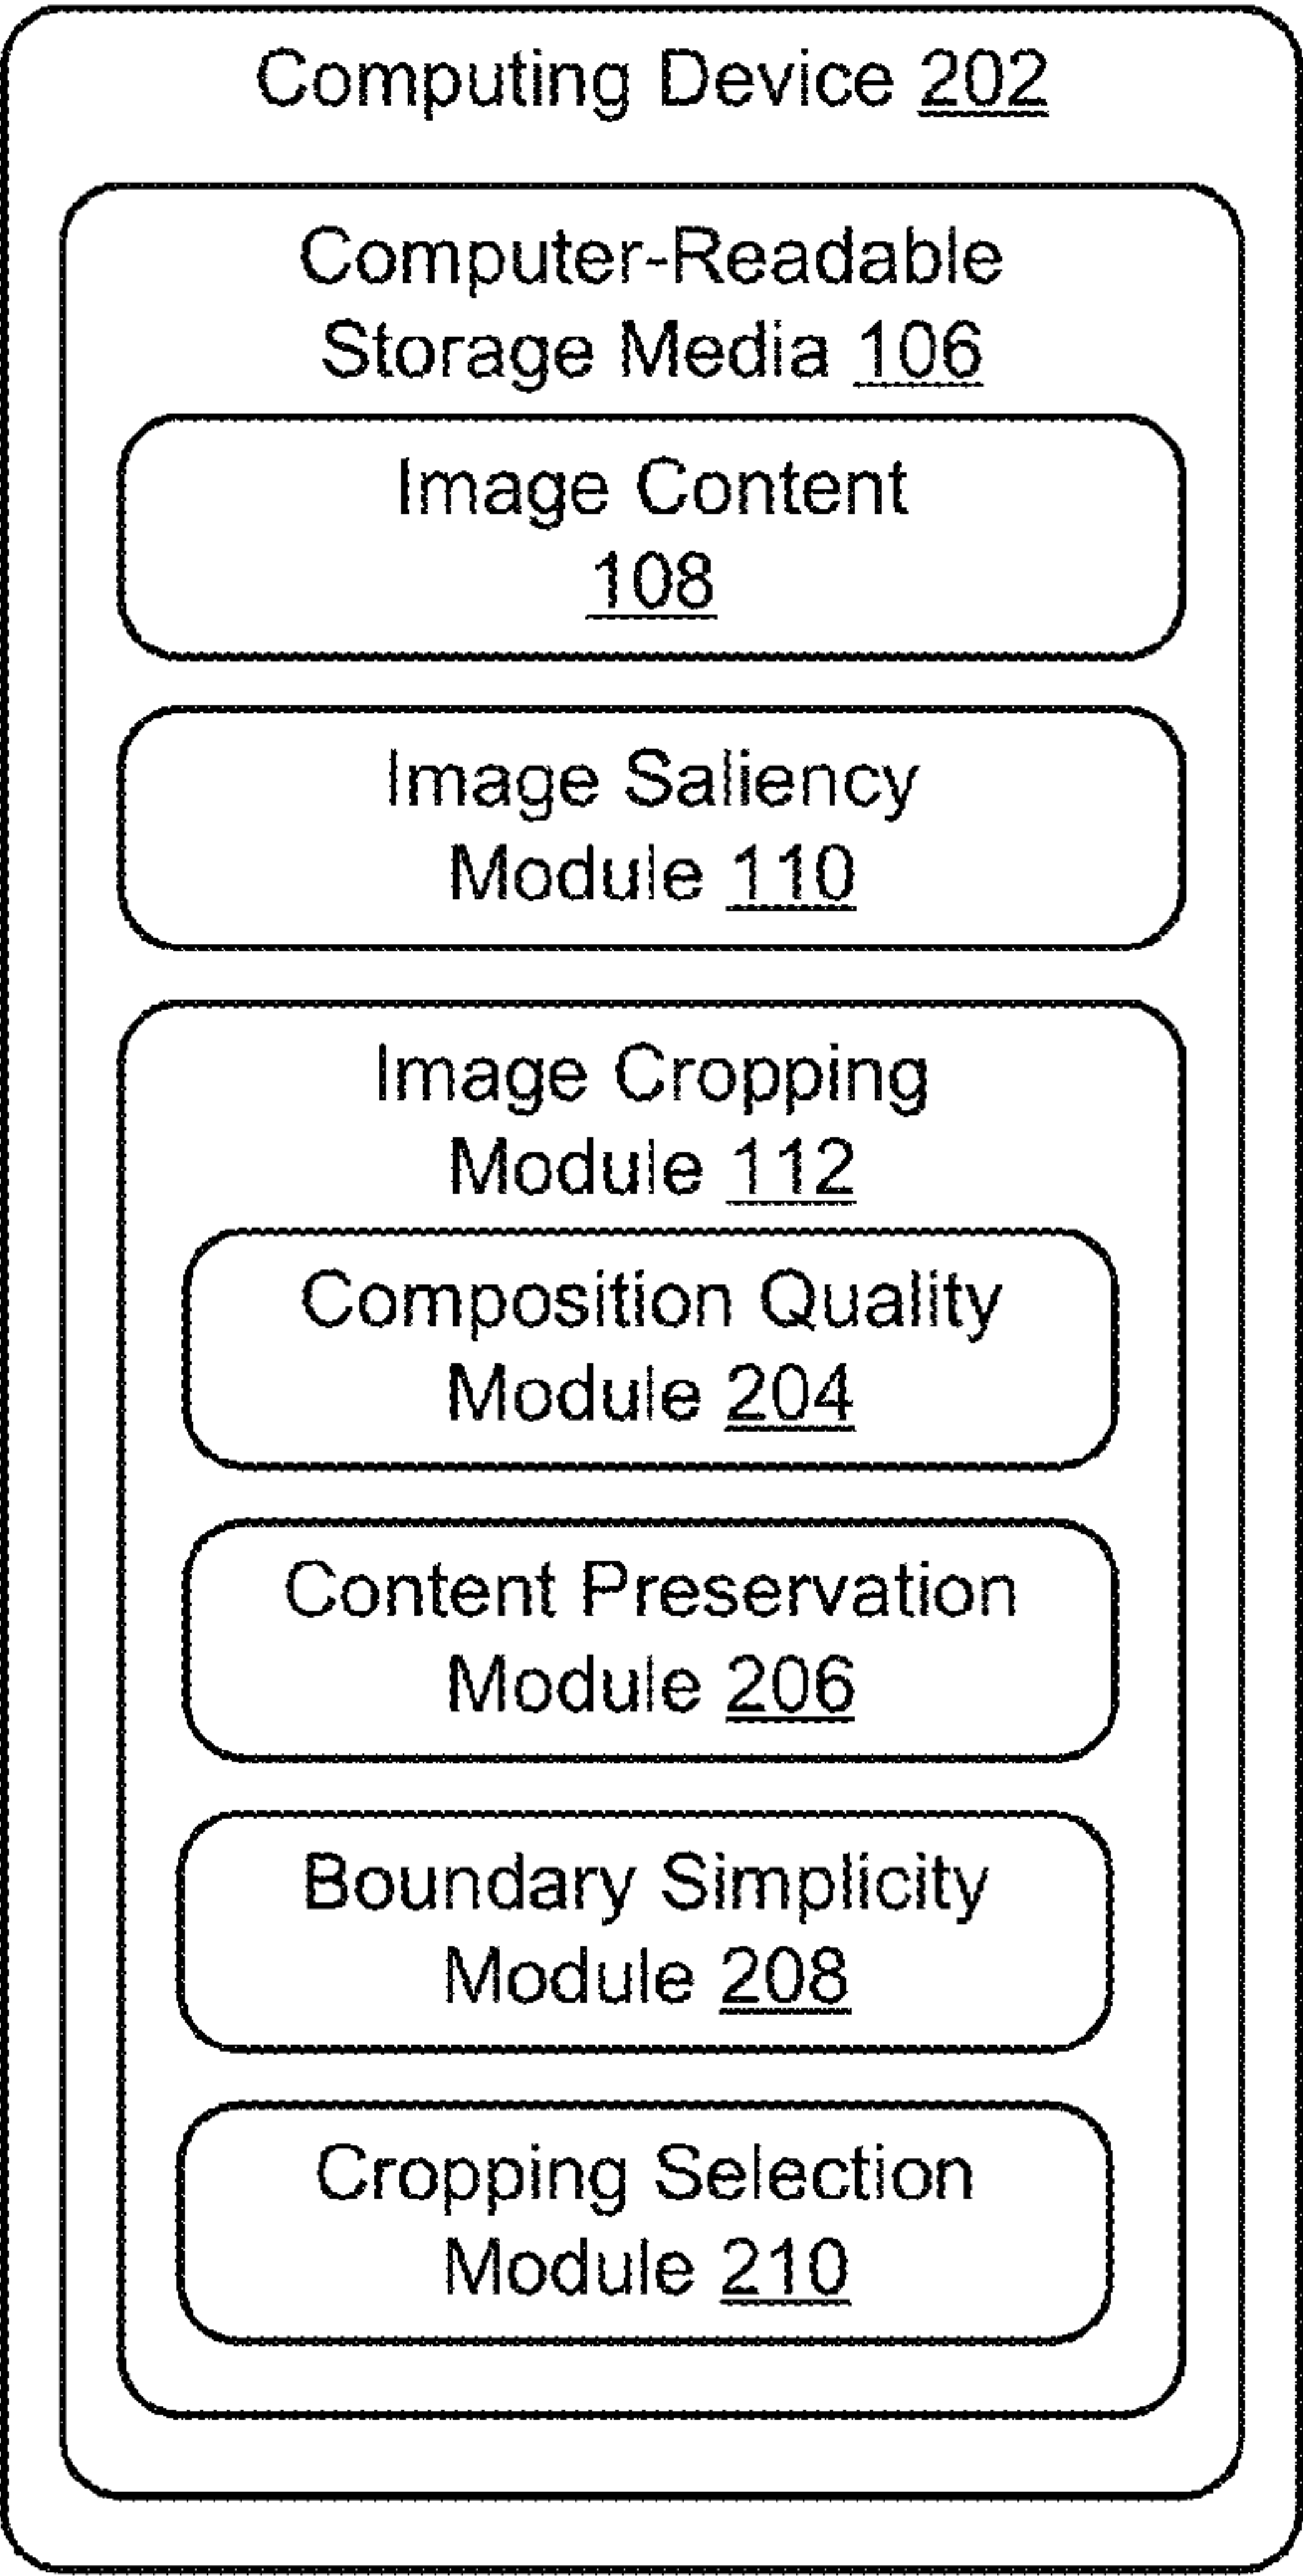 Computing Device 202
Computer-Readable
Storage Media 106
Image Content
108
Image Saliency
Module 110
Image Cropping
Module 112
Composition Quality
Module 204
Content Preservation
Module 206
Boundary Simplicity
Module 208
Cropping Selection
Module 210